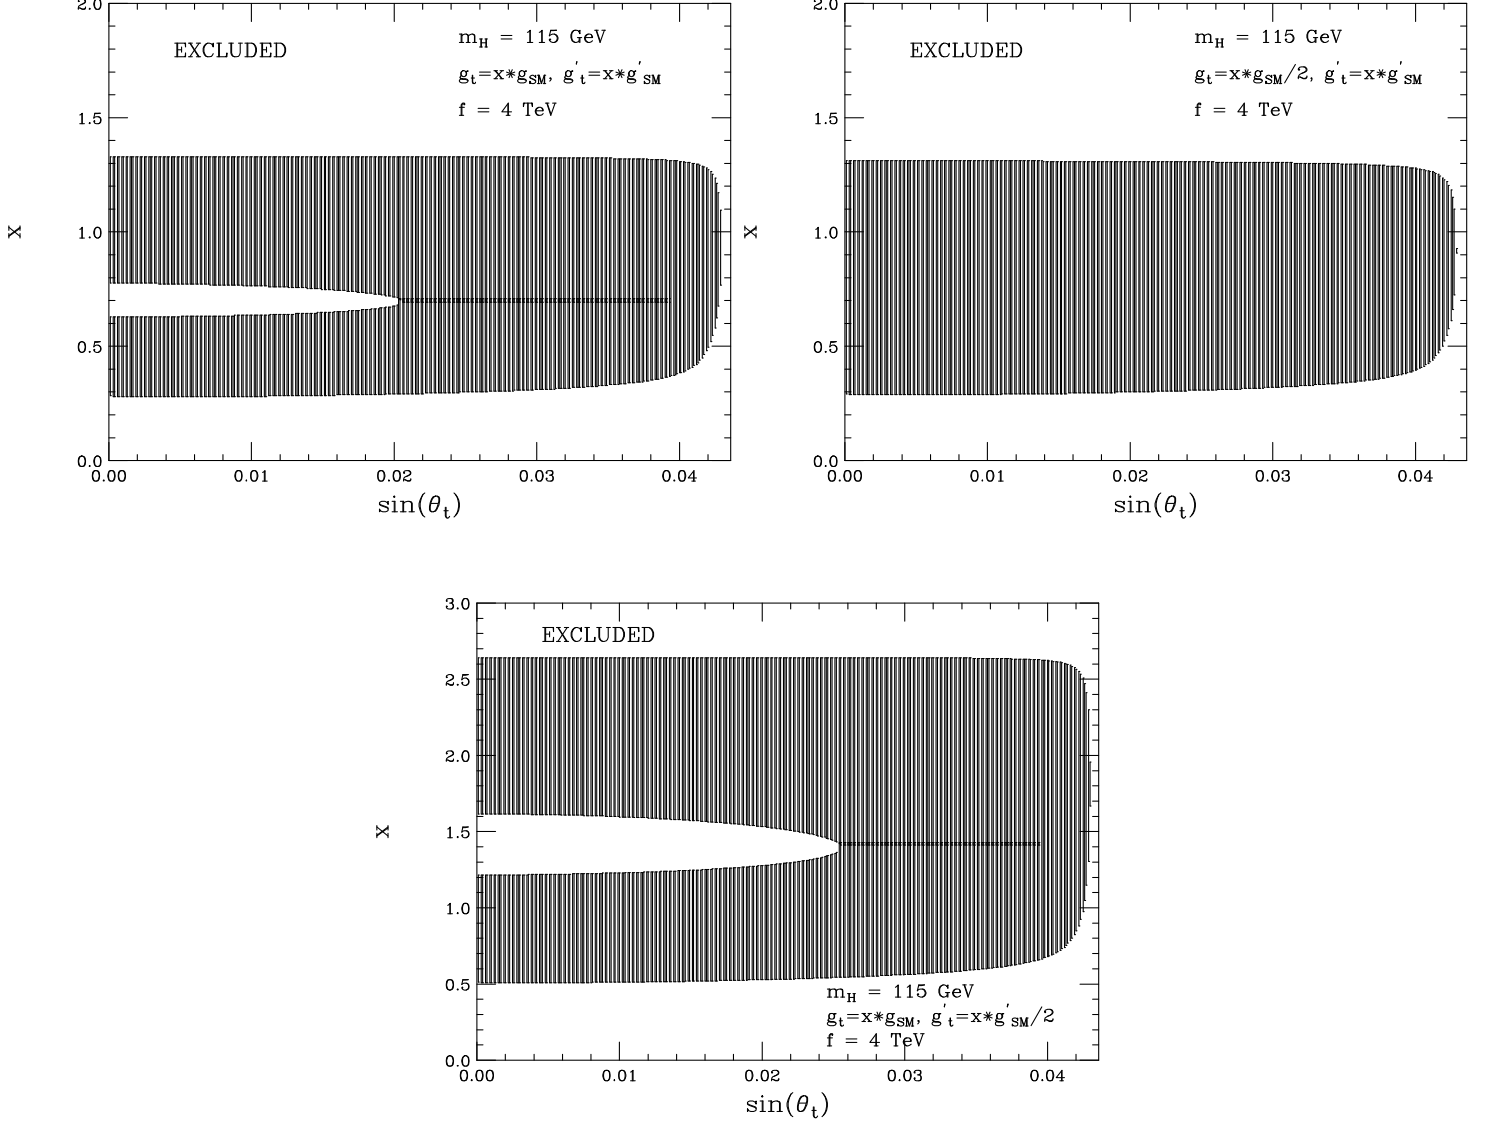 2.0
EXCLUDED
m_H = 115 GeV
g_t=x*g_SM, g'_t=x*g'_SM
f = 4 TeV
1.5
1.0
0.5
0.0
0.00 0.01 0.02 0.03 0.04
x
sin(θ_t)
2.0
EXCLUDED
m_H = 115 GeV
g_t=x*g_SM/2, g'_t=x*g'_SM
f = 4 TeV
1.5
1.0
0.5
0.0
0.00 0.01 0.02 0.03 0.04
x
sin(θ_t)
3.0
EXCLUDED
2.5
2.0
1.5
1.0
0.5
0.0
m_H = 115 GeV
g_t=x*g_SM, g'_t=x*g'_SM/2
f = 4 TeV
0.00 0.01 0.02 0.03 0.04
x
sin(θ_t)